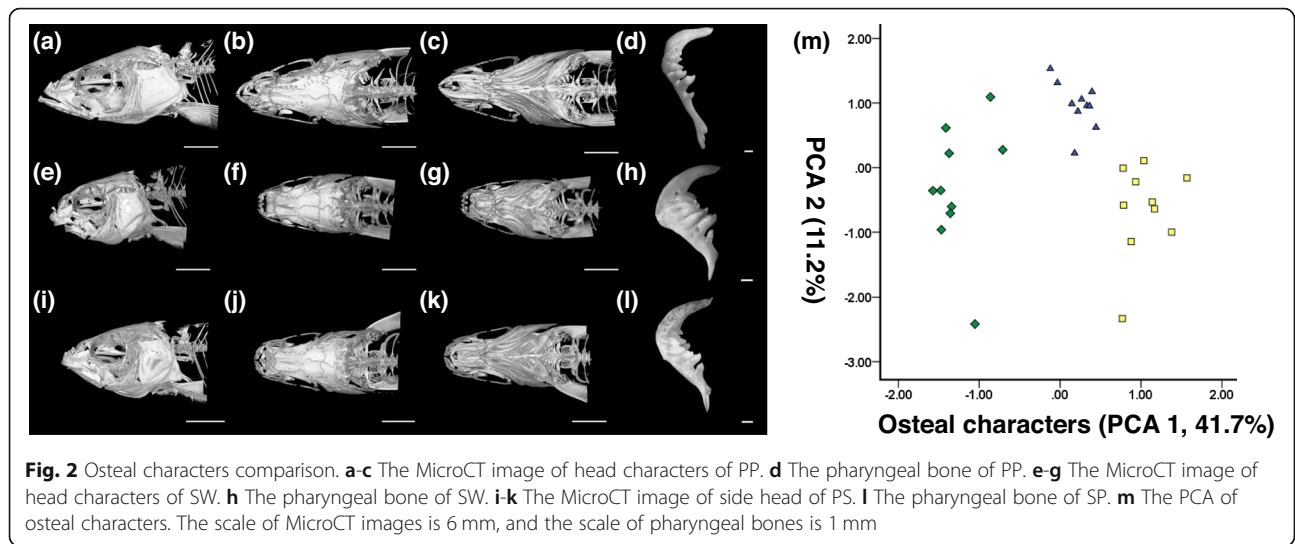 (a) (b) (c) (d) (m)
(e) (f) (g) (h)
(i) (j) (k) (l)
2.00
1.00
.00
-1.00
-2.00
-3.00
PCA 2 (11.2%)
-2.00 -1.00 .00 1.00 2.00
Osteal characters (PCA 1, 41.7%)
Fig. 2 Osteal characters comparison. a-c The MicroCT image of head characters of PP. d The pharyngeal bone of PP. e-g The MicroCT image of
head characters of SW. h The pharyngeal bone of SW. i-k The MicroCT image of side head of PS. l The pharyngeal bone of SP. m The PCA of
osteal characters. The scale of MicroCT images is 6 mm, and the scale of pharyngeal bones is 1 mm